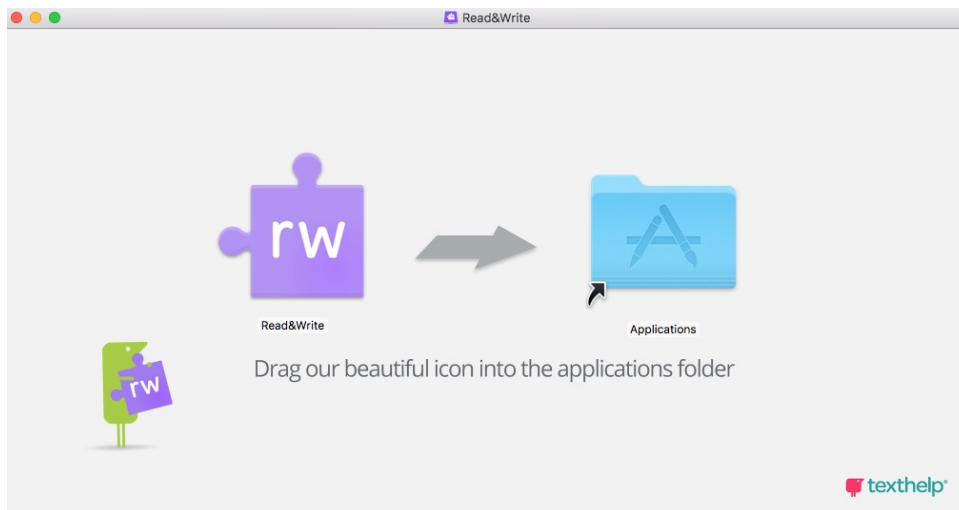 Read&Write
rw
Read&Write
Applications
Drag our beautiful icon into the applications folder
rw
texthelp